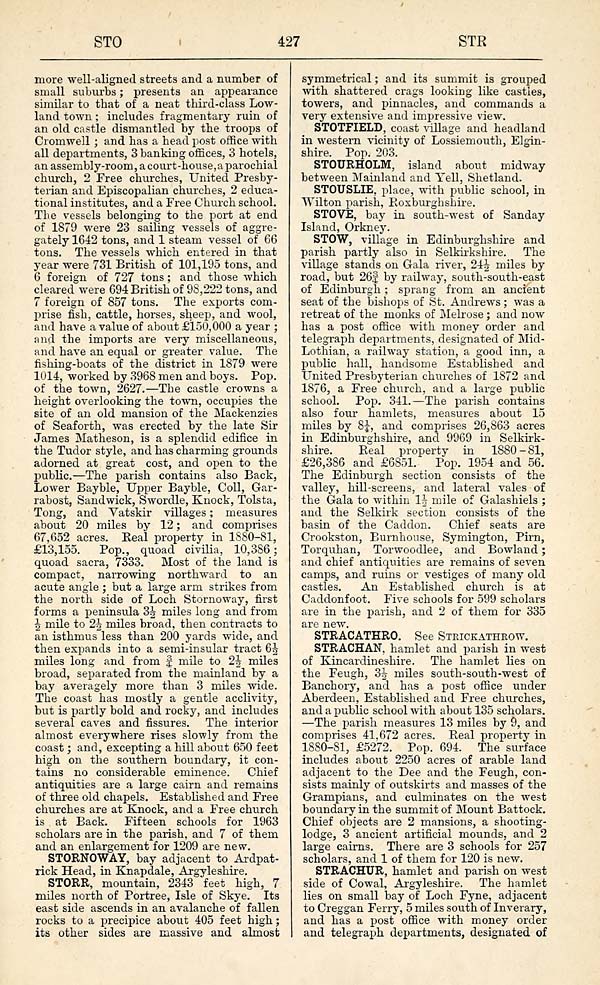 STO
427
STR
more well-aligned streets and a number of
small suburbs; presents an appearance
similar to that of a neat third-class Low-
land town; includes fragmentary ruin of
an old castle dismantled by the troops of
Cromwell; and has a head post office with
all departments, 3 banking offices, 3 hotels,
an assembly-room, a court-house, a parochial
church, 2 Free churches, United Presby-
terian and Episcopalian churches, 2 educa-
tional institutes, and a Free Church school.
The vessels belonging to the port at end
of 1879 were 23 sailing vessels of aggre-
gately 1642 tons, and 1 steam vessel of 66
tons. The vessels which entered in that
year were 731 British of 101,195 tons, and
6 foreign of 727 tons; and those which
cleared were 694 British of 98,222 tons, and
7 foreign of 857 tons. The exports com-
prise fish, cattle, horses, sheep, and wool,
and have a value of about £150,000 a year;
and the imports are very miscellaneous,
and have an equal or greater value. The
fishing-boats of the district in 1879 were
1014, worked by 3968 men and boys. Pop.
of the town, 2627.—The castle crowns a
height overlooking the town, occupies the
site of an old mansion of the Mackenzies
of Seaforth, was erected by the late Sir
James Matheson, is a splendid edifice in
the Tudor style, and has charming grounds
adorned at great cost, and open to the
public.—The parish contains also Back,
Lower Bayble, Upper Bayble, Coll, Gar-
rabost, Sandwick, Swordle, Knock, Tolsta,
Tong, and Vatskir villages; measures
about 20 miles by 12; and comprises
67,652 acres. Real property in 1880-81,
£13,155. Pop., quoad civilia, 10,386;
quoad sacra, 7333. Most of the land is
compact, narrowing northward to an
acute angle; but a large arm strikes from
the north side of Loch Stornoway, first
forms a peninsula 3½ miles long and from
½ mile to 2½ miles broad, then contracts to
an isthmus less than 200 yards wide, and
then expands into a semi-insular tract 6½
miles long and from ¾ mile to 2½ miles
broad, separated from the mainland by a
bay averagely more than 3 miles wide.
The coast has mostly a gentle acclivity,
but is partly bold and rocky, and includes
several caves and fissures. The interior
almost everywhere rises slowly from the
coast; and, excepting a hill about 650 feet
high on the southern boundary, it con-
tains no considerable eminence. Chief
antiquities are a large cairn and remains
of three old chapels. Established and Free
churches are at Knock, and a Free church
is at Back. Fifteen schools for 1963
scholars are in the parish, and 7 of them
and an enlargement for 1209 are new.
STORNOWAY, bay adjacent to Ardpat-
rick Head, in Knapdale, Argyleshire.
STORR, mountain, 2343 feet high, 7
miles north of Portree, Isle of Skye. Its
east side ascends in an avalanche of fallen
rocks to a precipice about 405 feet high;
its other sides are massive and almost
symmetrical; and its summit is grouped
with shattered crags looking like castles,
towers, and pinnacles, and commands a
very extensive and impressive view.
STOTFIELD, coast village and headland
in western vicinity of Lossiemouth, Elgin-
shire. Pop. 203.
STOURHOLM, island about midway
between Mainland and Yell, Shetland.
STOUSLIE, place, with public school, in
Wilton parish, Roxburghshire.
STOVE, bay in south-west of Sanday
Island, Orkney.
STOW, village in Edinburghshire and
parish partly also in Selkirkshire. The
village stands on Gala river, 24½ miles by
road, but 26¾ by railway, south-south-east
of Edinburgh; sprang from an ancient
seat of the bishops of St. Andrews; was a
retreat of the monks of Melrose; and now
has a post office with money order and
telegraph departments, designated of Mid-
Lothian, a railway station, a good inn, a
public hall, handsome Established and
United Presbyterian churches of 1872 and
1876, a Free church, and a large public
school. Pop. 341.—The parish contains
also four hamlets, measures about 15
miles by 8¼, and comprises 26,863 acres
in Edinburghshire, and 9969 in Selkirk-
shire. Real property in 1880-81,
£26,386 and £6851. Pop. 1954 and 56.
The Edinburgh section consists of the
valley, hill-screens, and lateral vales of
the Gala to within 1½ mile of Galashiels;
and the Selkirk section consists of the
basin of the Caddon. Chief seats are
Crookston, Burnhouse, Symington, Pirn,
Torquhan, Torwoodlee, and Bowland;
and chief antiquities are remains of seven
camps, and ruins or vestiges of many old
castles. An Established church is at
Caddonfoot. Five schools for 599 scholars
are in the parish, and 2 of them for 335
are new.
STRACATHRO. See STRICKATHROW.
STRACHAN, hamlet and parish in west
of Kincardineshire. The hamlet lies on
the Feugh, 3½ miles south-south-west of
Banchory, and has a post office under
Aberdeen, Established and Free churches,
and a public school with about 135 scholars.
—The parish measures 13 miles by 9, and
comprises 41,672 acres. Real property in
1880-81, £5272. Pop. 694. The surface
includes about 2250 acres of arable land
adjacent to the Dee and the Feugh, con-
sists mainly of outskirts and masses of the
Grampians, and culminates on the west
boundary in the summit of Mount Battock.
Chief objects are 2 mansions, a shooting-
lodge, 3 ancient artificial mounds, and 2
large cairns. There are 3 schools for 257
scholars, and 1 of them for 120 is new.
STRACHUR, hamlet and parish on west
side of Cowal, Argyleshire. The hamlet
lies on small bay of Loch Fyne, adjacent
to Creggan Ferry, 5 miles south of Inverary,
and has a post office with money order
and telegraph departments, designated of